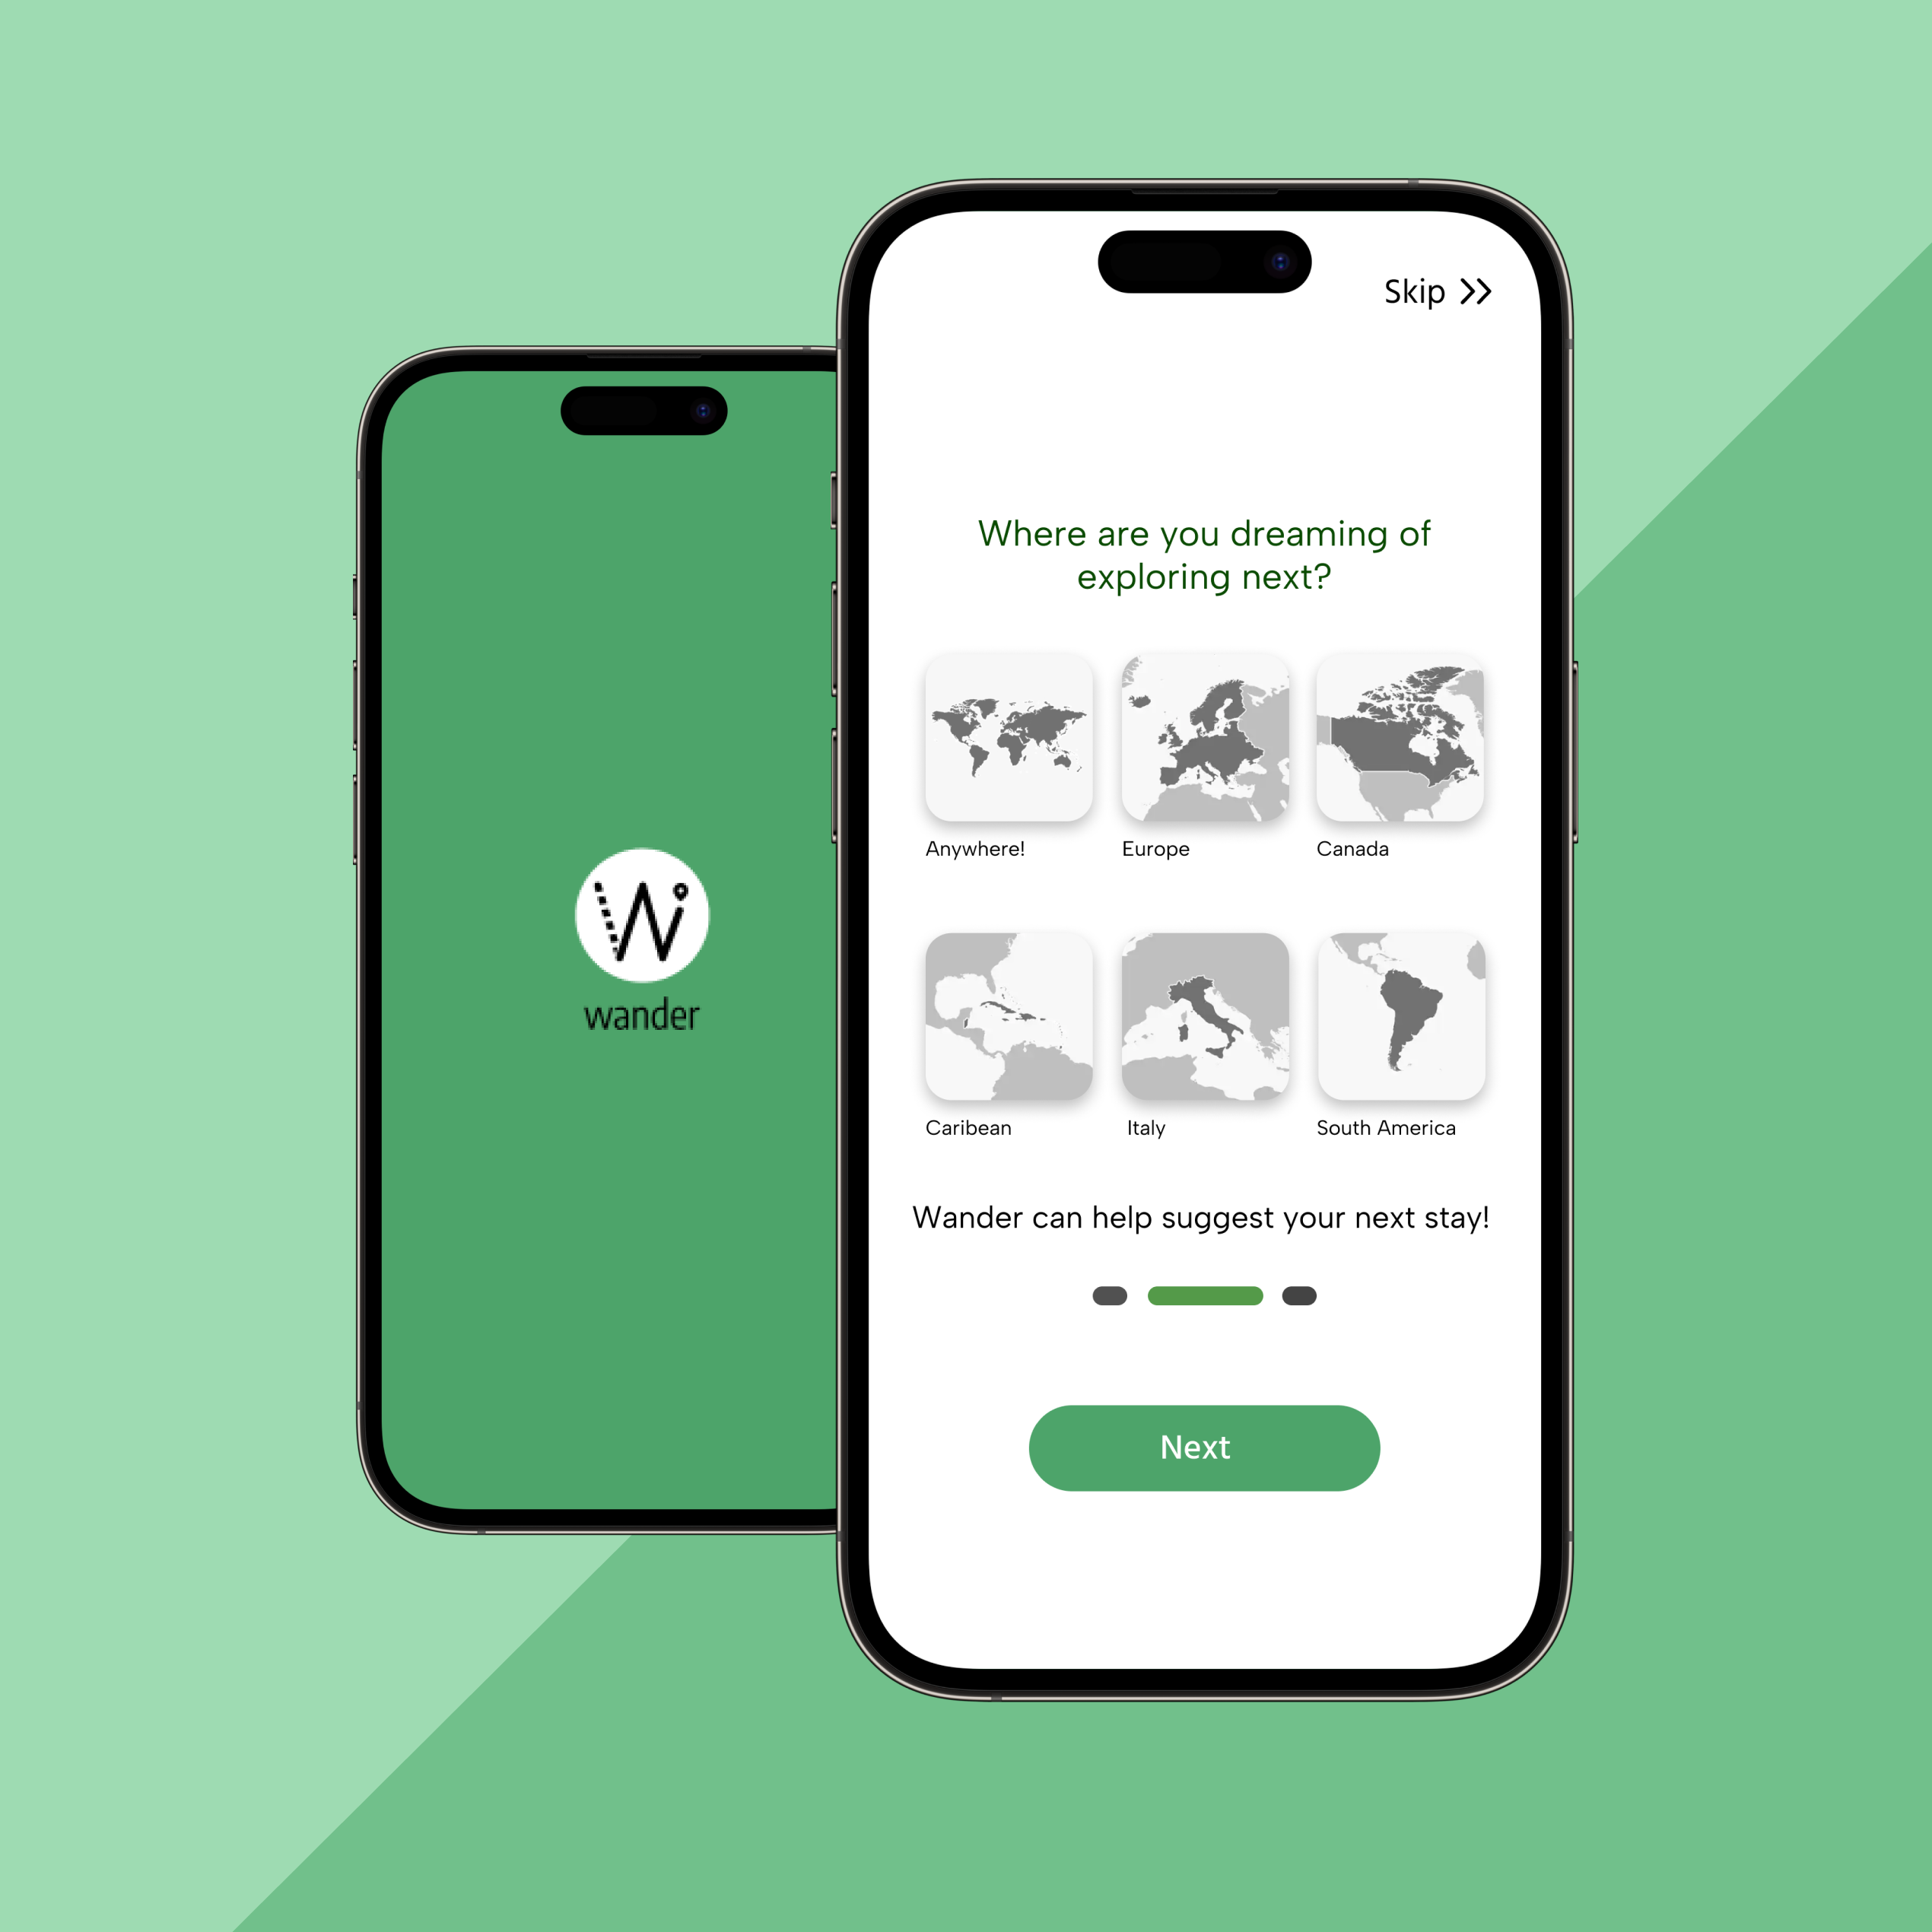 W
wander
Skip
Where are you dreaming of
exploring next?
Anywhere!
Europe
Canada
Caribean
Italy
South America
Wander can help suggest your next stay!
Next